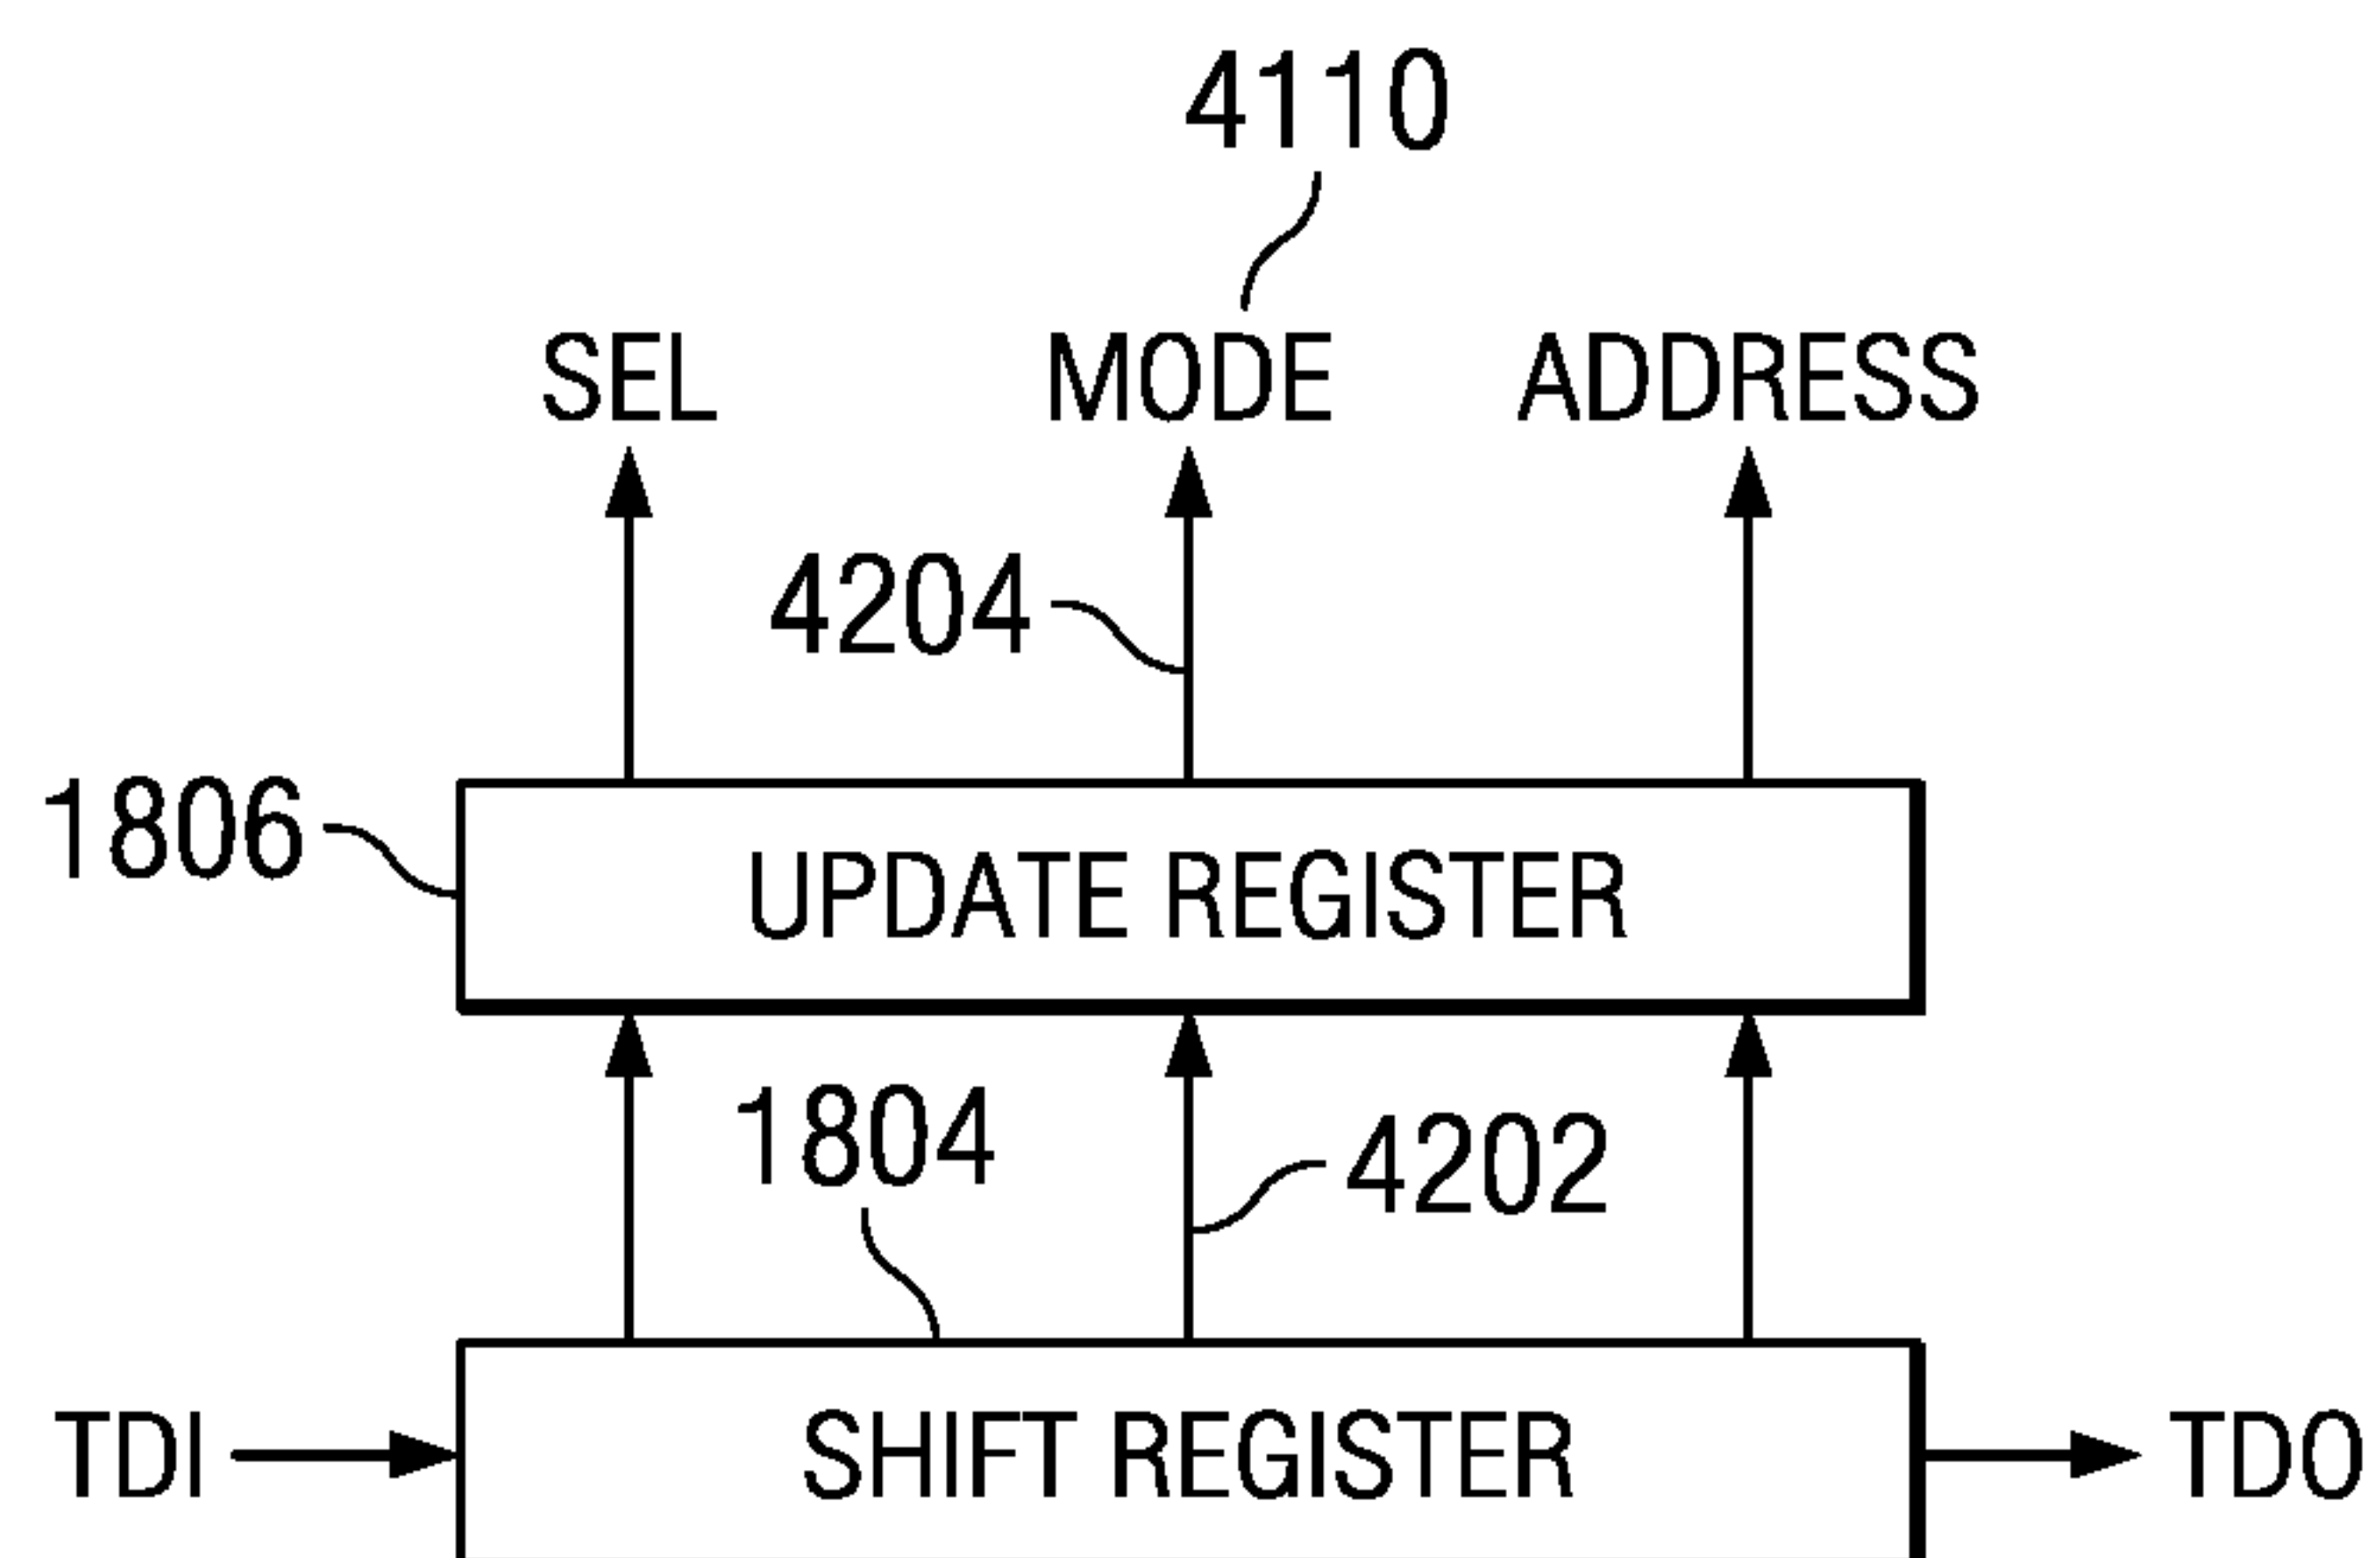 4110
SEL MODE ADDRESS
4204
1806 UPDATE REGISTER
1804 4202
TDI SHIFT REGISTER TDO